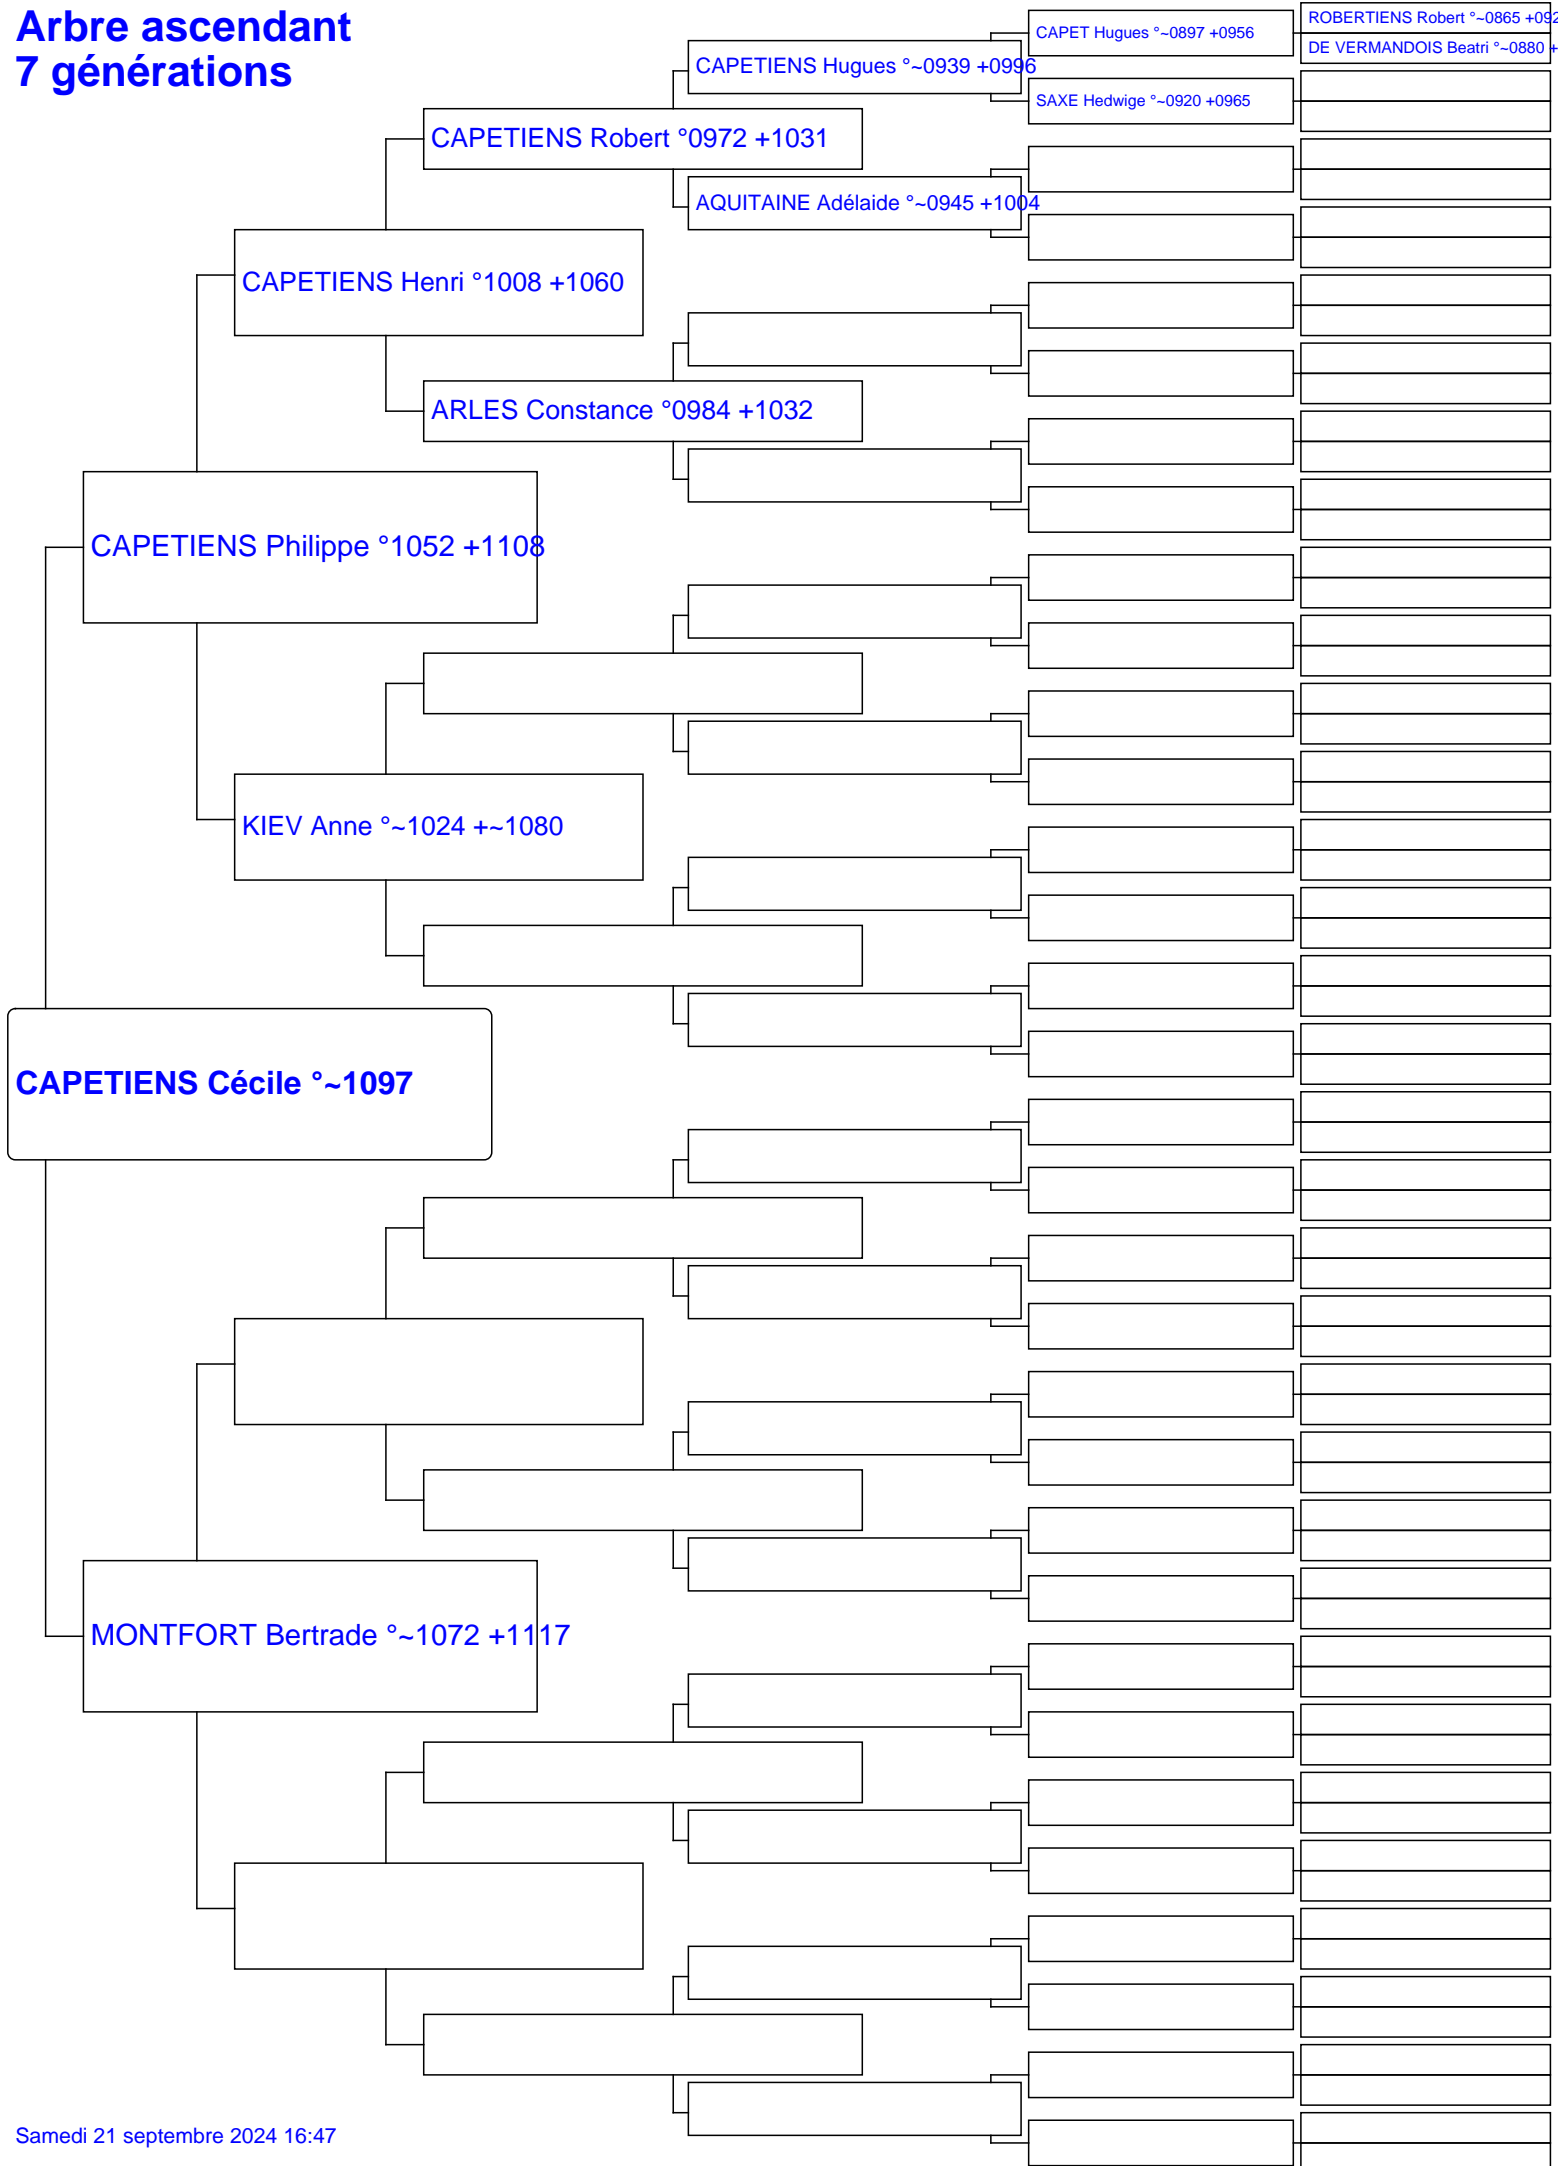 Arbre ascendant
7 générations
ROBERTIENS Robert °~0865 +092
CAPET Hugues °~0897 +0956
DE VERMANDOIS Beatri °~0880 +
CAPETIENS Hugues °~0939 +0996
SAXE Hedwige °~0920 +0965
CAPETIENS Robert °0972 +1031
AQUITAINE Adélaide °~0945 +1004
CAPETIENS Henri °1008 +1060
ARLES Constance °0984 +1032
CAPETIENS Philippe °1052 +1108
KIEV Anne °~1024 +~1080
CAPETIENS Cécile °~1097
MONTFORT Bertrade °~1072 +1117
Samedi 21 septembre 2024 16:47